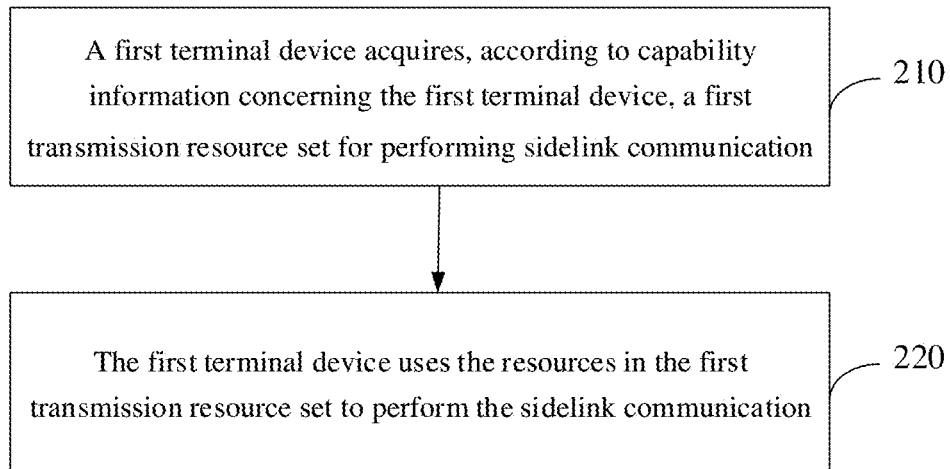 A first terminal device acquires, according to capability
information concerning the first terminal device, a first
transmission resource set for performing sidelink communication
210
The first terminal device uses the resources in the first
transmission resource set to perform the sidelink communication
220